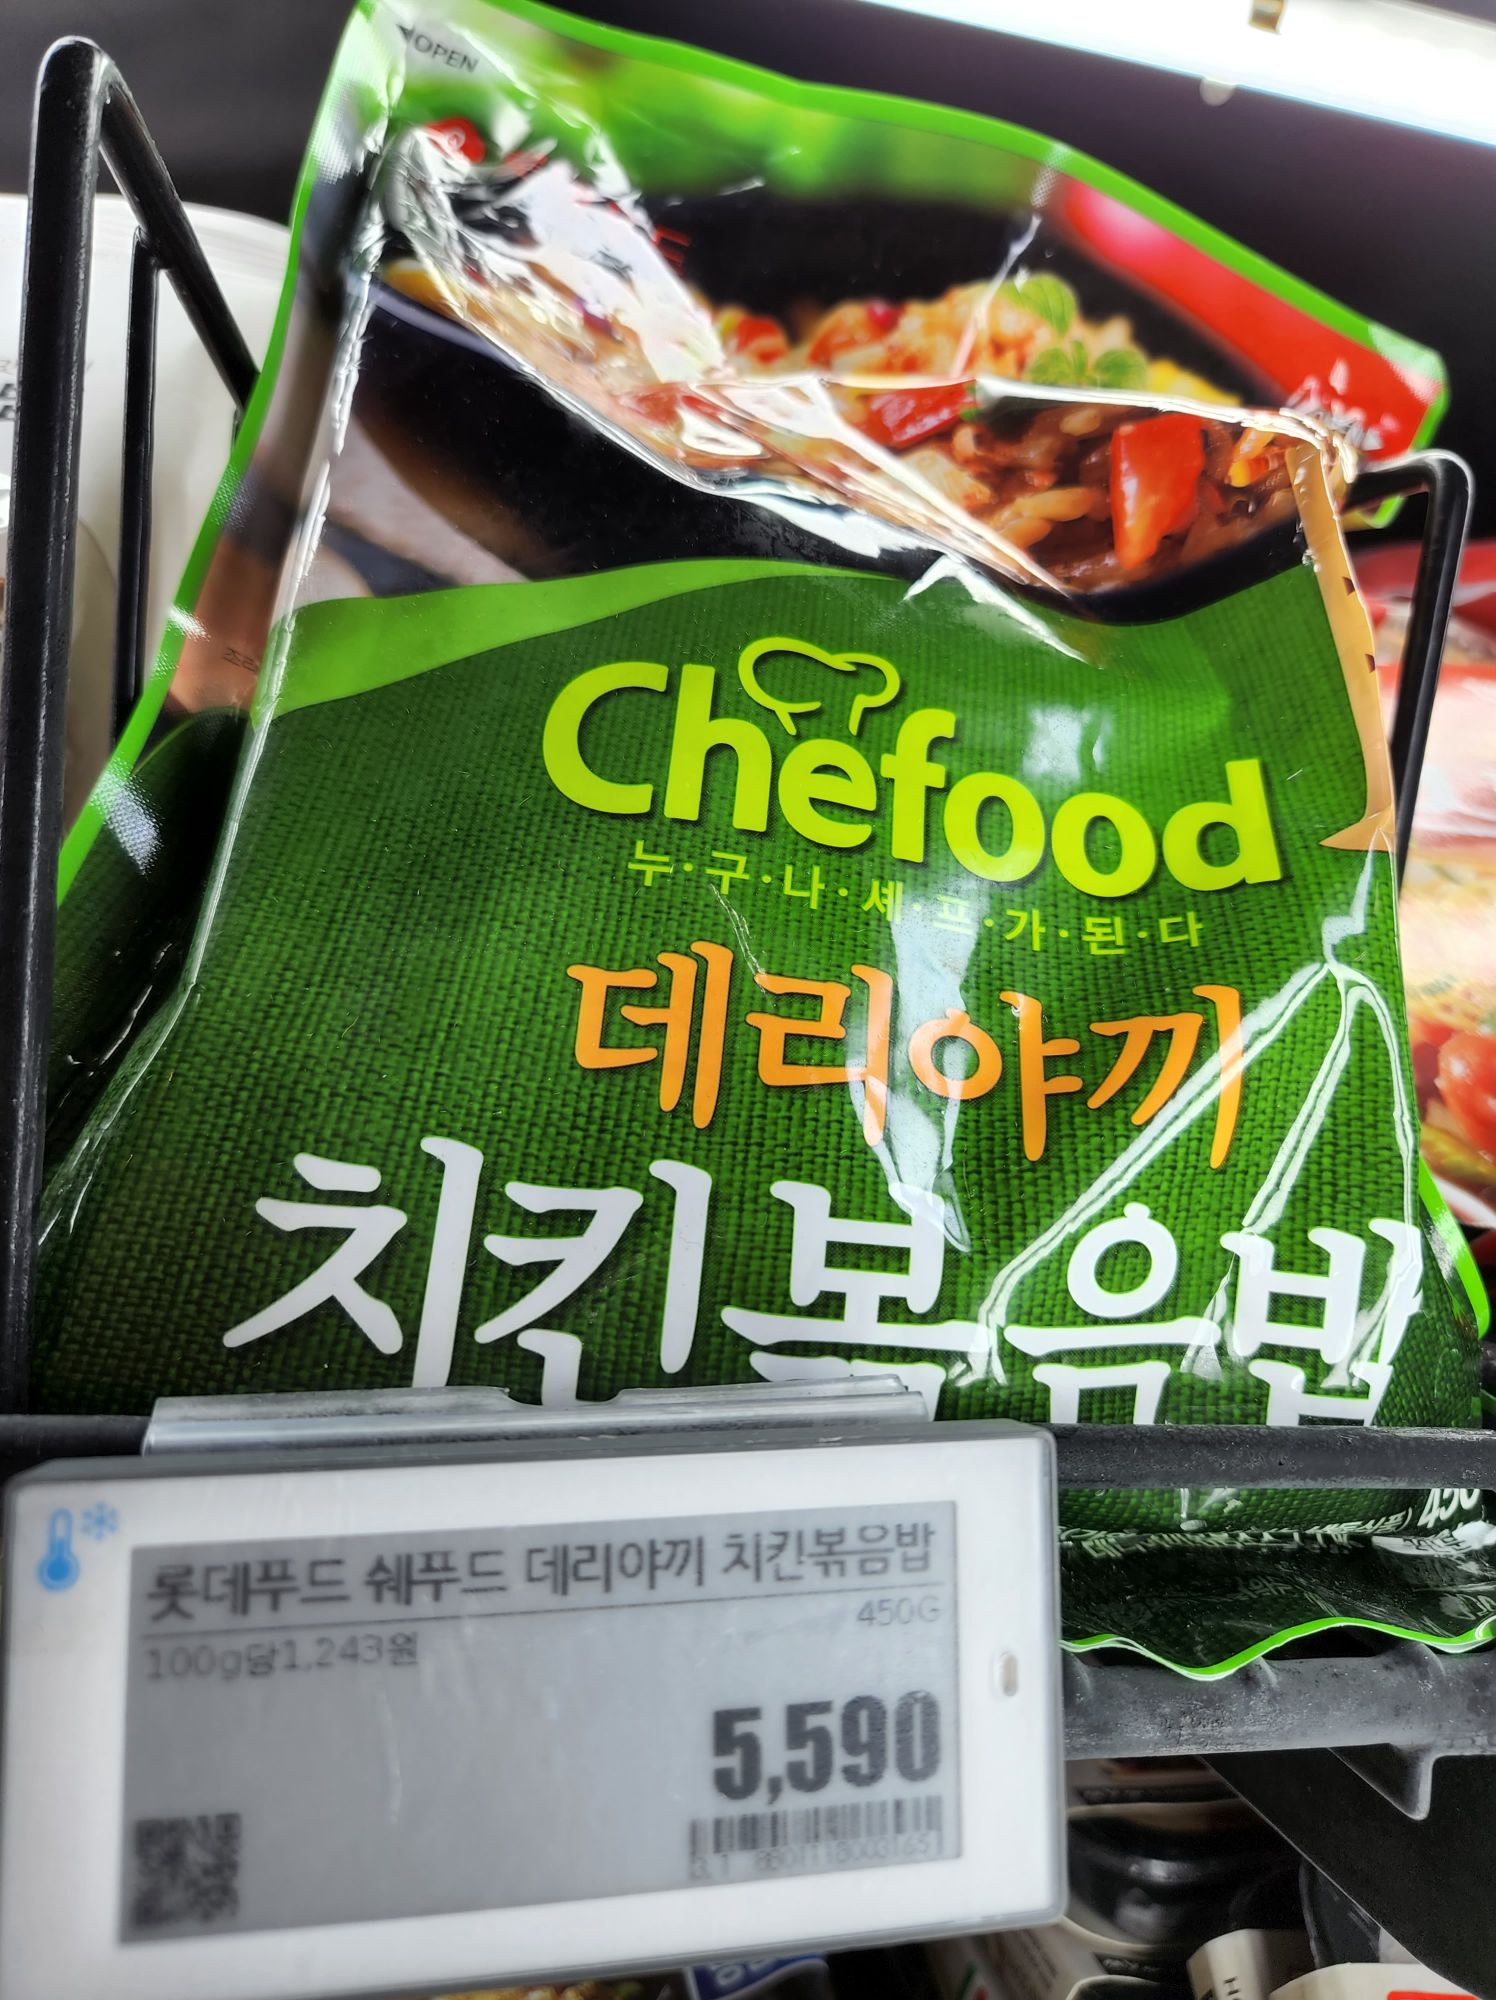 OPEN
Chefood
누·구·나·셰·프·가·된·다
데리야끼
치킨볶음밥
450
롯데푸드 쉐푸드 데리야끼 치킨볶음밥
450G
100g당1,243원
5,590